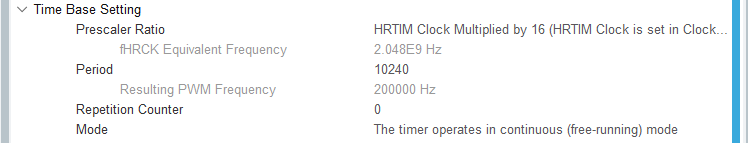 Time Base Setting
Prescaler Ratio HRTIM Clock Multiplied by 16 (HRTIM Clock is set in Clock...
fHRCK Equivalent Frequency 2.048E9 Hz
Period 10240
Resulting PWM Frequency 200000 Hz
Repetition Counter 0
Mode The timer operates in continuous (free-running) mode